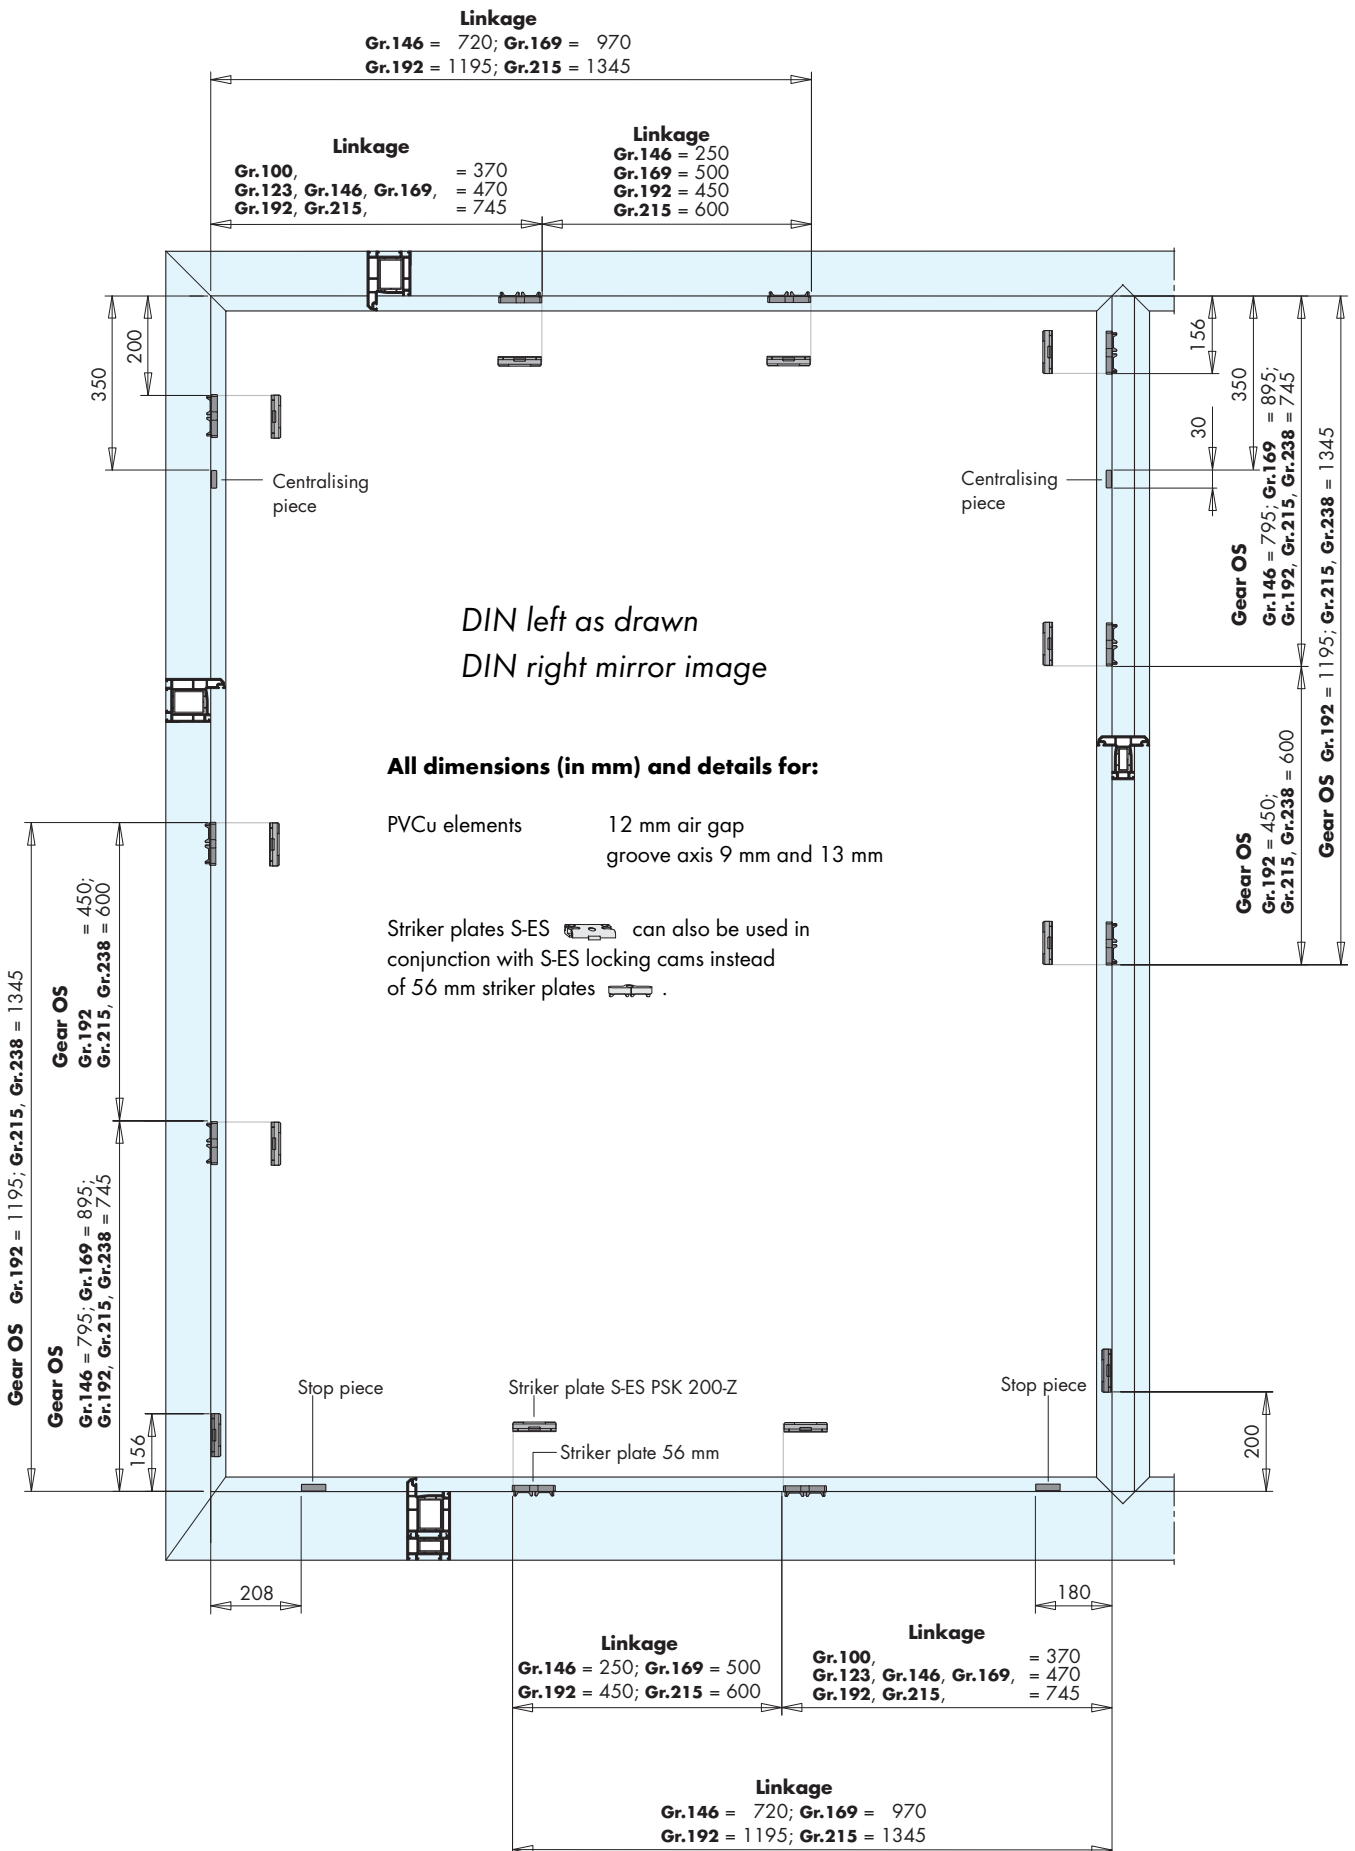 Linkage
Gr.146 = 720; Gr.169 = 970
Gr.192 = 1195; Gr.215 = 1345
Linkage
Gr.100, = 370
Gr.123, Gr.146, Gr.169, = 470
Gr.192, Gr.215, = 745
Linkage
Gr.146 = 250
Gr.169 = 500
Gr.192 = 450
Gr.215 = 600
200
350
Centralising
piece
156
350
30
Centralising
piece
Gear OS
Gr.146 = 795; Gr.169 = 895;
Gr.192, Gr.215, Gr.238 = 745
Gear OS Gr.192 = 1195; Gr.215, Gr.238 = 1345
DIN left as drawn
DIN right mirror image
All dimensions (in mm) and details for:
PVCu elements 12 mm air gap
groove axis 9 mm and 13 mm
Striker plates S-ES can also be used in
conjunction with S-ES locking cams instead
of 56 mm striker plates .
Gear OS
Gr.192 = 450;
Gr.215, Gr.238 = 600
Gear OS
Gr.192 = 450;
Gr.215, Gr.238 = 600
Gear OS Gr.192 = 1195; Gr.215, Gr.238 = 1345
Gear OS
Gr.146 = 795; Gr.169 = 895;
Gr.192, Gr.215, Gr.238 = 745
156
Stop piece
Striker plate S-ES PSK 200-Z
Striker plate 56 mm
Stop piece
200
208
180
Linkage
Gr.146 = 250; Gr.169 = 500
Gr.192 = 450; Gr.215 = 600
Linkage
Gr.100, = 370
Gr.123, Gr.146, Gr.169, = 470
Gr.192, Gr.215, = 745
Linkage
Gr.146 = 720; Gr.169 = 970
Gr.192 = 1195; Gr.215 = 1345